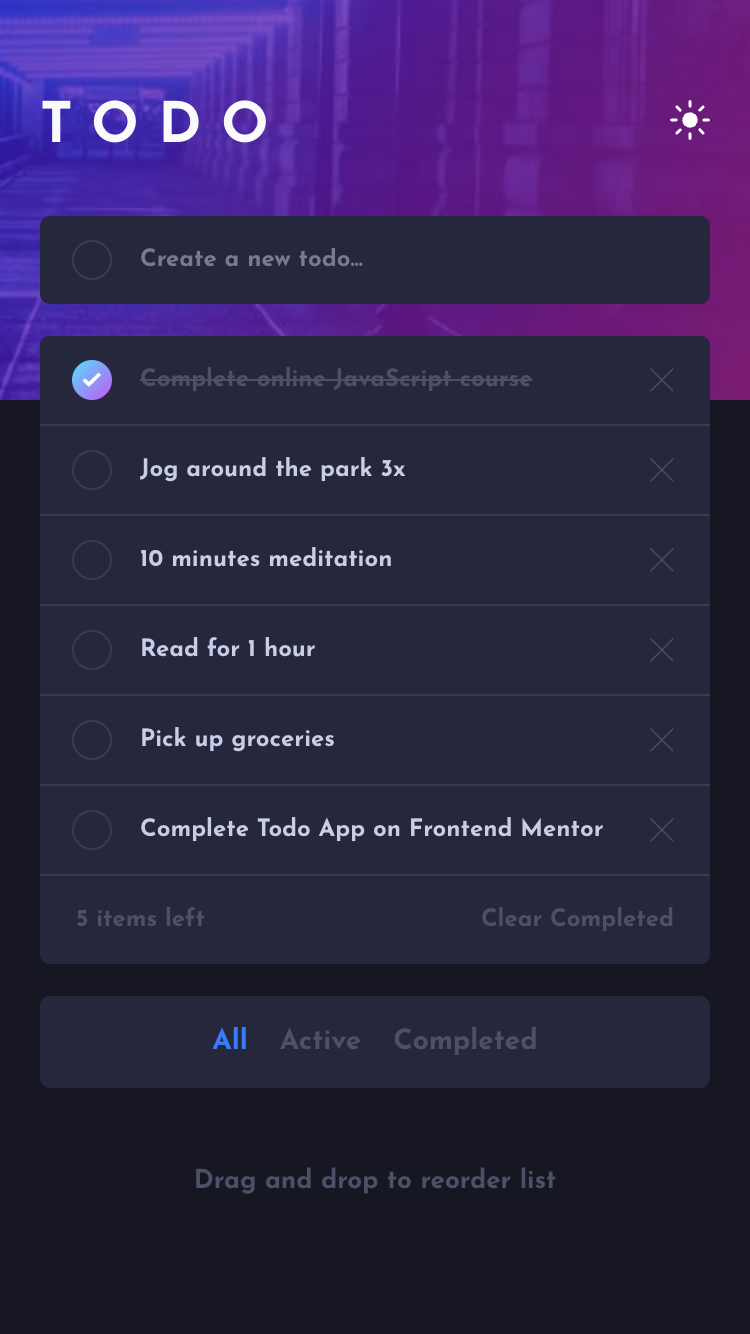 TODO
Create a new todo...
Complete online JavaScript course
Jog around the park 3x
10 minutes meditation
Read for 1 hour
Pick up groceries
Complete Todo App on Frontend Mentor
5 items left Clear Completed
All Active Completed
Drag and drop to reorder list